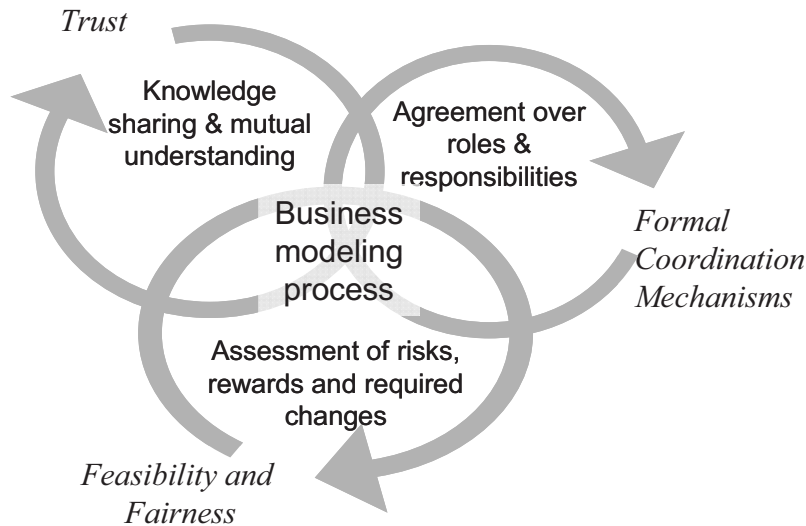 Trust
Knowledge
sharing & mutual
understanding
Agreement over
roles &
responsibilities
Business
modeling
process
Formal
Coordination
Mechanisms
Assessment of risks,
rewards and required
changes
Feasibility and
Fairness